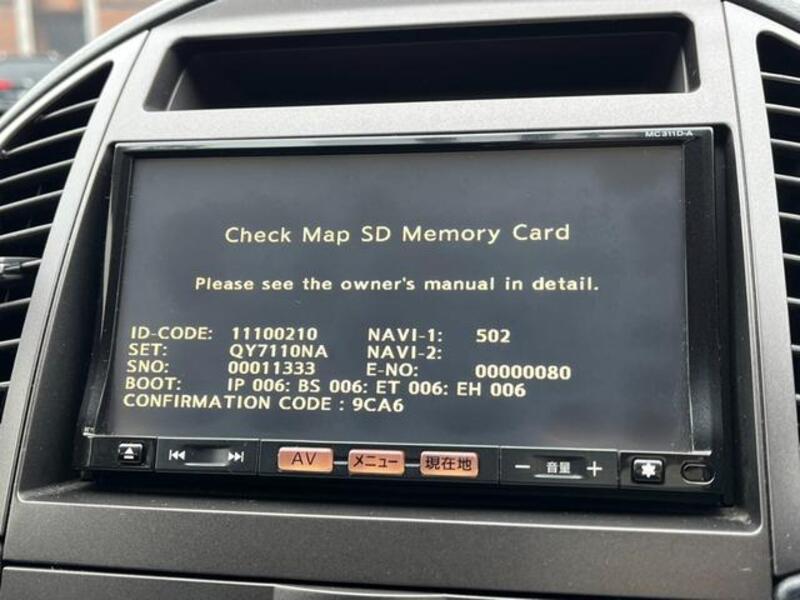 MC311D-A
Check Map SD Memory Card
Please see the owner's manual in detail.
ID-CODE: 11100210 NAVI-1: 502
SET: QY7110NA NAVI-2:
SNO: 00011333 E-NO: 00000080
BOOT: IP 006: BS 006: ET 006: EH 006
CONFIRMATION CODE : 9CA6
AV メニュー 現在地 − 音量 +